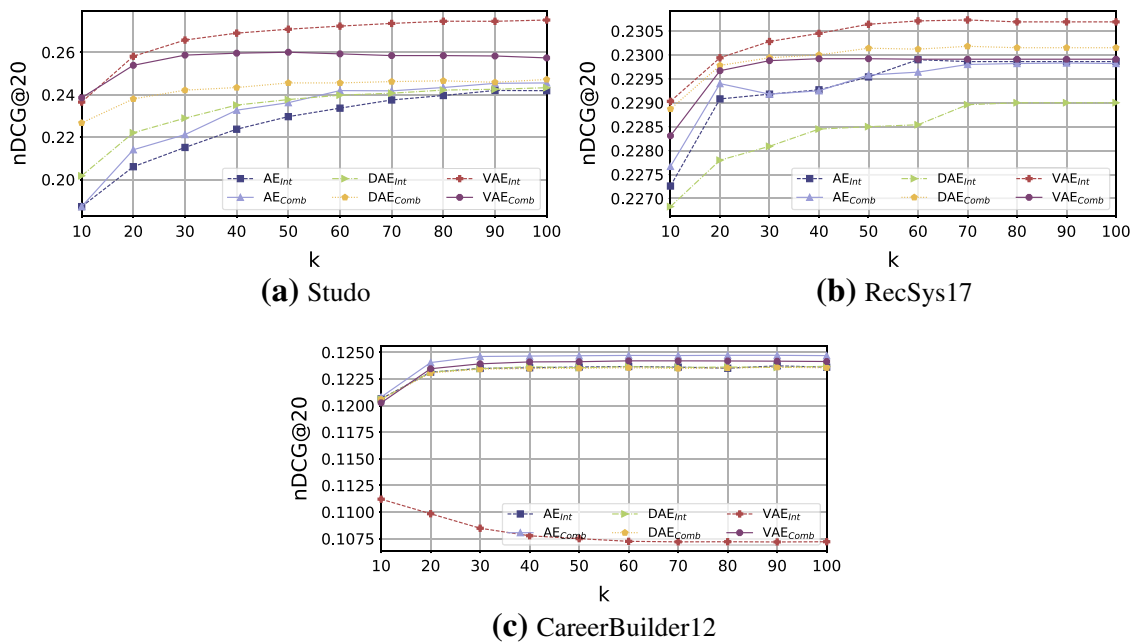 nDCG@20
0.26
0.24
0.22
0.20
AE_Int DAE_Int VAE_Int
AE_Comb DAE_Comb VAE_Comb
10 20 30 40 50 60 70 80 90 100
k
(a) Studo
nDCG@20
0.2305
0.2300
0.2295
0.2290
0.2285
0.2280
0.2275
0.2270
AE_Int DAE_Int VAE_Int
AE_Comb DAE_Comb VAE_Comb
10 20 30 40 50 60 70 80 90 100
k
(b) RecSys17
nDCG@20
0.1250
0.1225
0.1200
0.1175
0.1150
0.1125
0.1100
0.1075
AE_Int DAE_Int VAE_Int
AE_Comb DAE_Comb VAE_Comb
10 20 30 40 50 60 70 80 90 100
k
(c) CareerBuilder12